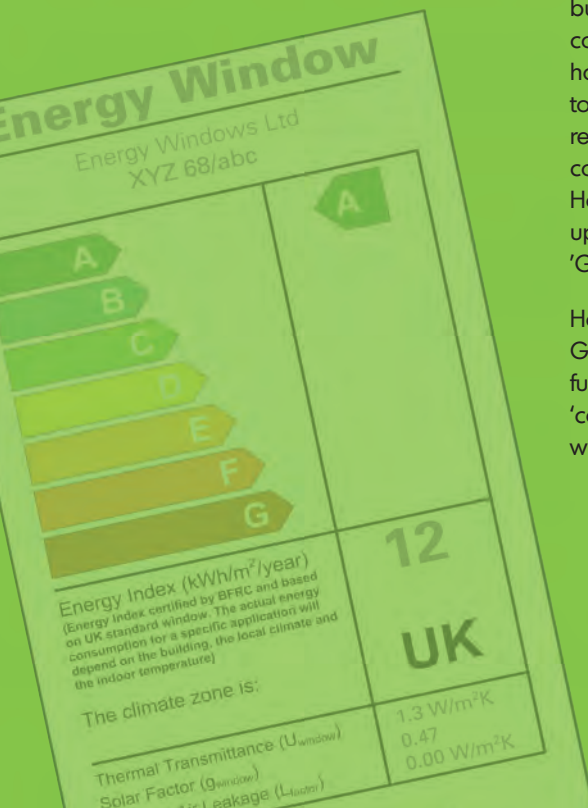 Energy Window
Energy Windows Ltd
XYZ 68/abc
A
A
B
C
D
E
F
G
Energy Index (kWh/m²/year)
(Energy Index certified by BFRC and based
on UK standard window. The actual energy
consumption for a specific application will
depend on the building, the local climate and
the indoor temperature)
12
The climate zone is:
UK
Thermal Transmittance (Uwindow)
1.3 W/m²K
Solar Factor (gwindow)
0.47
Leakage (Lfactor)
0.00 W/m²K